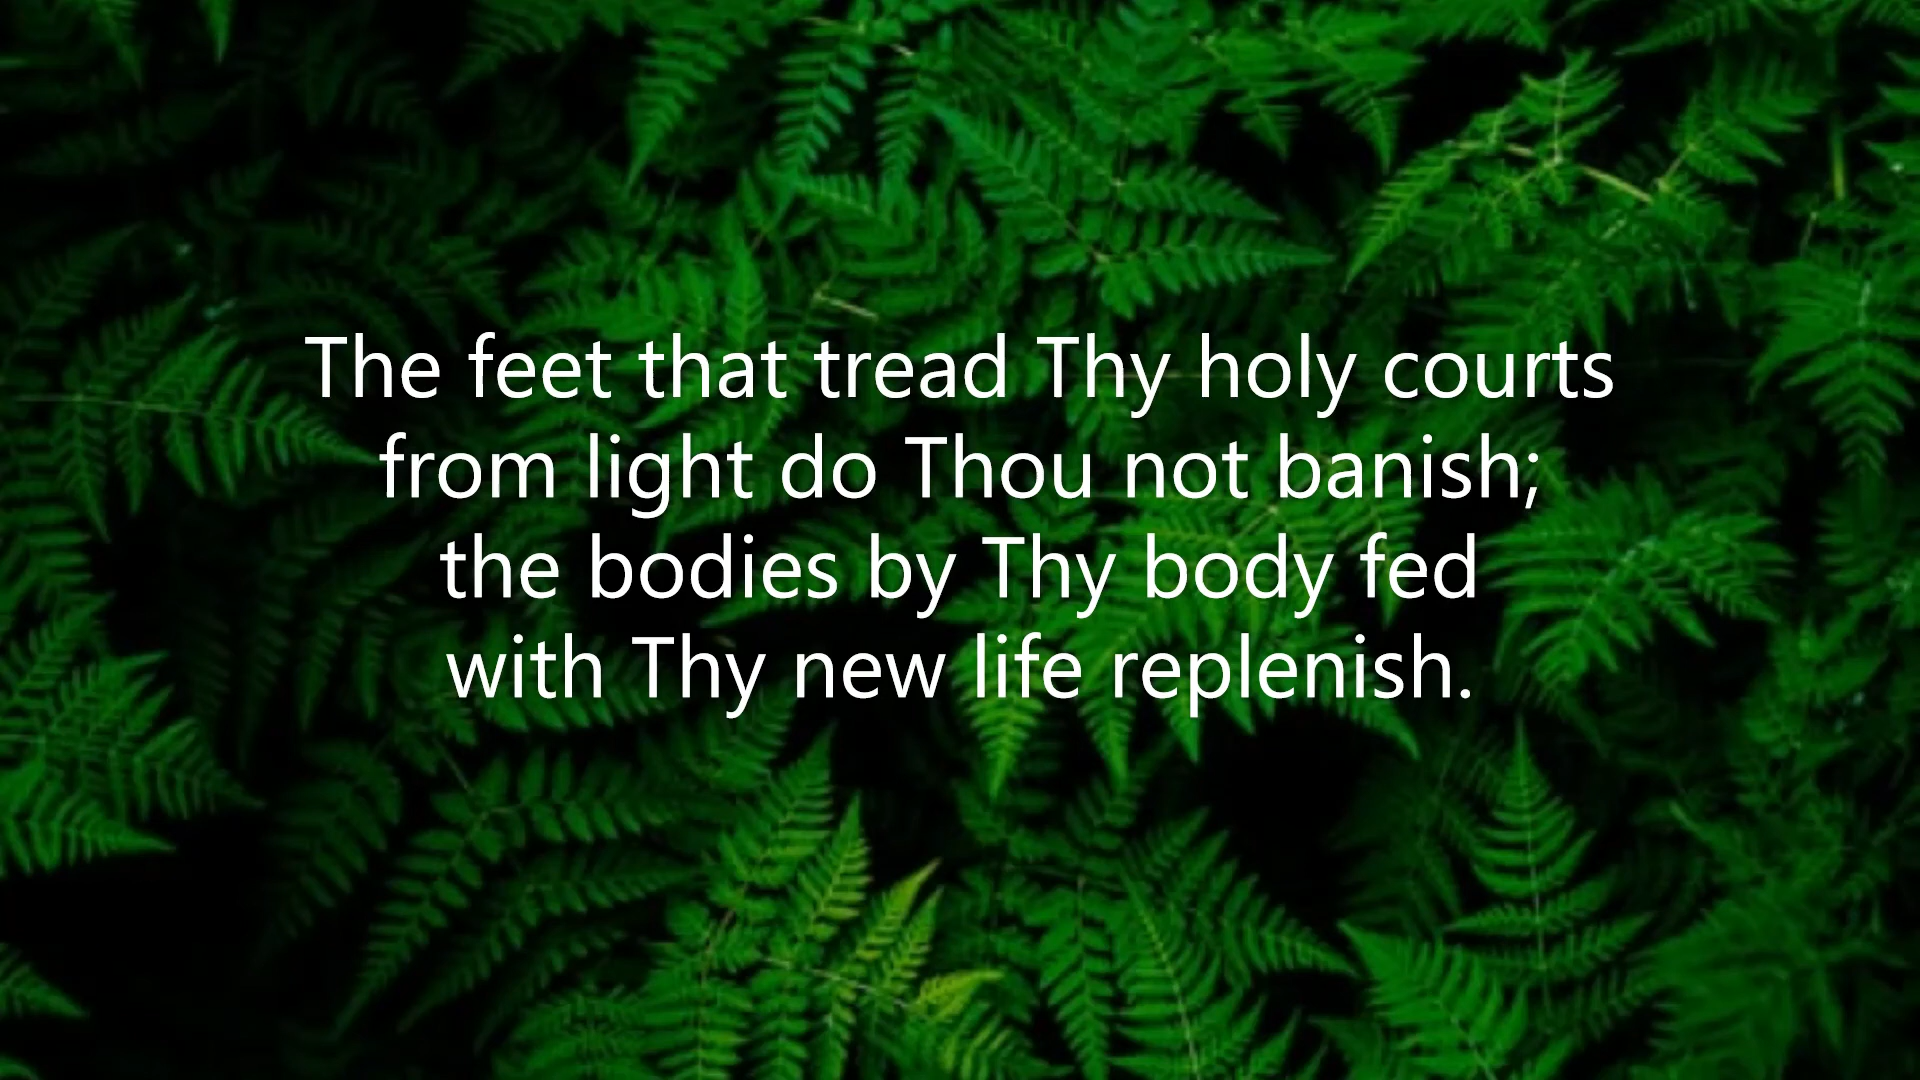 The feet that tread Thy holy courts
from light do Thou not banish;
the bodies by Thy body fed
with Thy new life replenish.